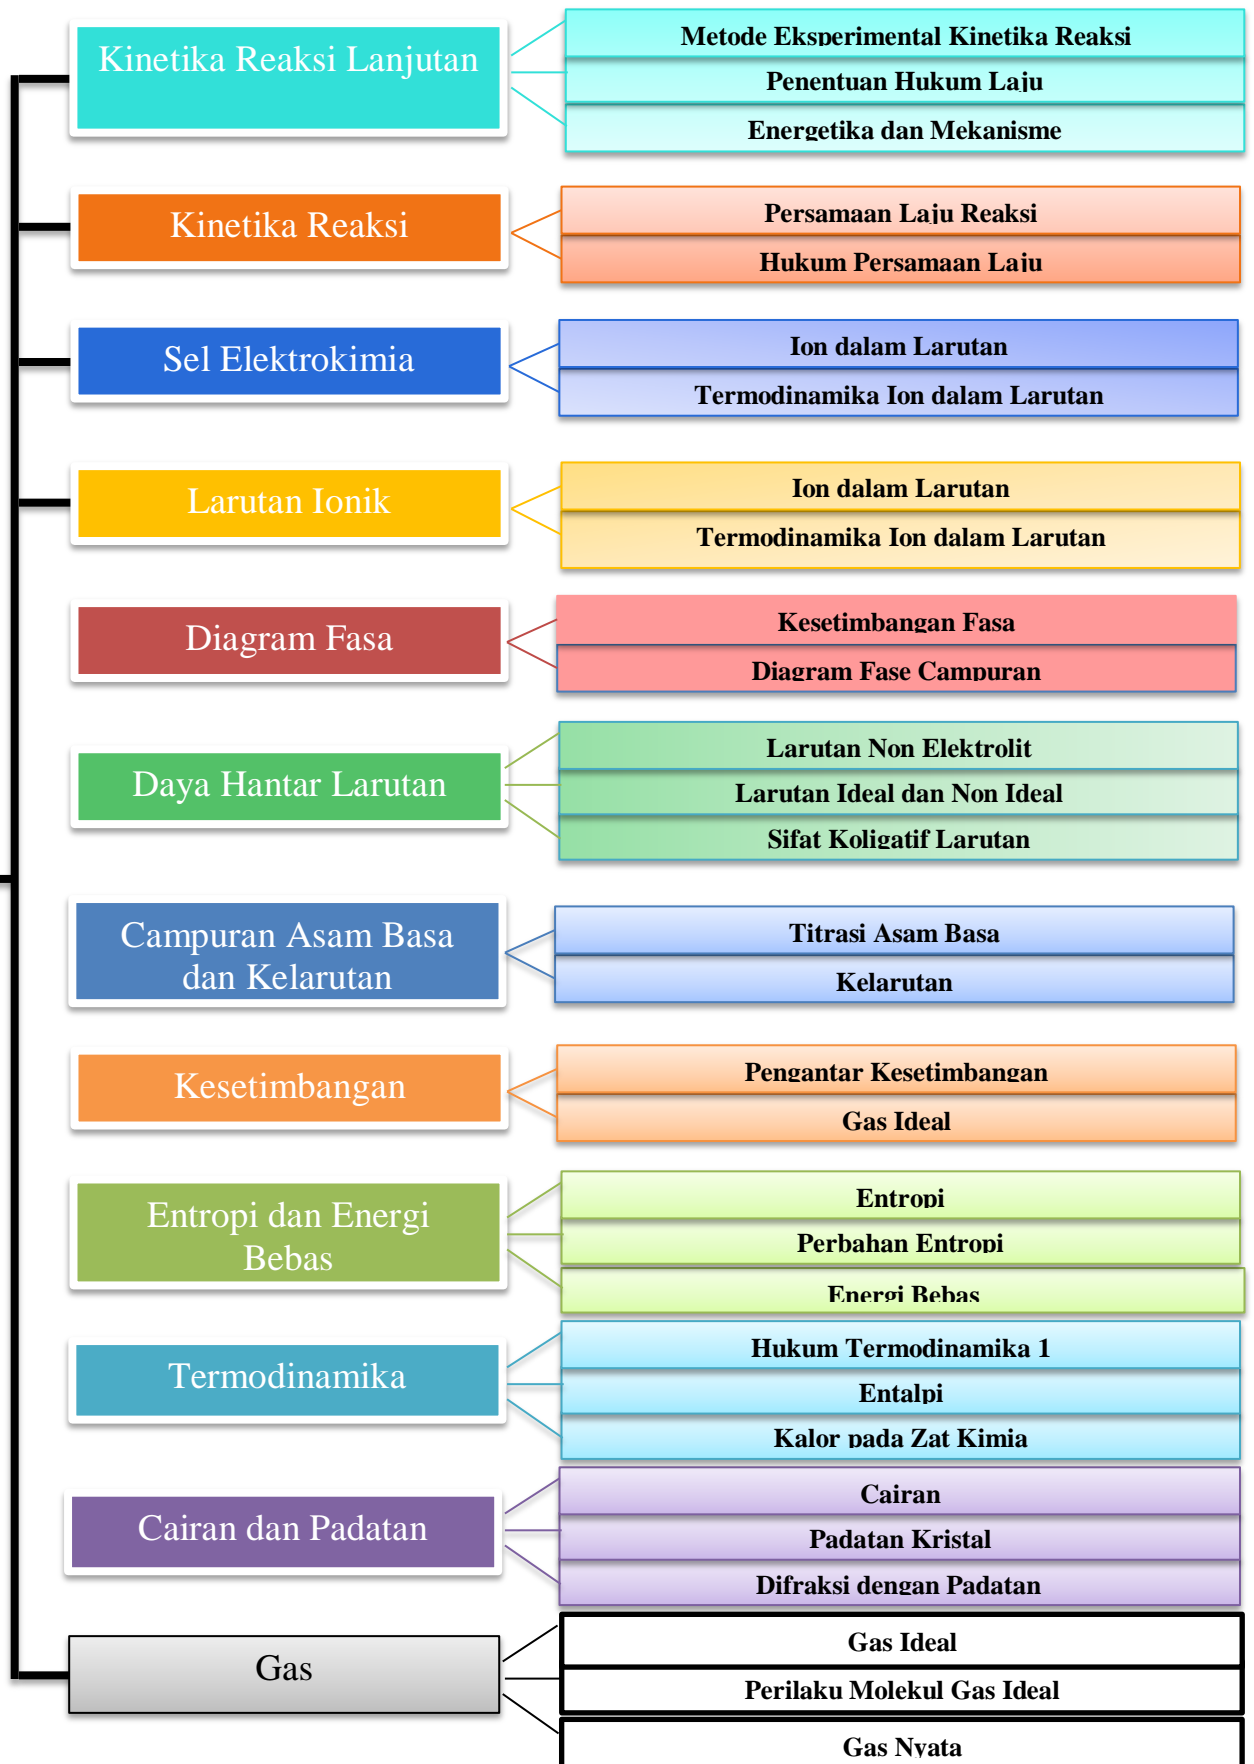 Kinetika Reaksi Lanjutan
Metode Eksperimental Kinetika Reaksi
Penentuan Hukum Laju
Energetika dan Mekanisme
Kinetika Reaksi
Persamaan Laju Reaksi
Hukum Persamaan Laju
Sel Elektrokimia
Ion dalam Larutan
Termodinamika Ion dalam Larutan
Larutan Ionik
Ion dalam Larutan
Termodinamika Ion dalam Larutan
Diagram Fasa
Kesetimbangan Fasa
Diagram Fase Campuran
Daya Hantar Larutan
Larutan Non Elektrolit
Larutan Ideal dan Non Ideal
Sifat Koligatif Larutan
Campuran Asam Basa
dan Kelarutan
Titrasi Asam Basa
Kelarutan
Kesetimbangan
Pengantar Kesetimbangan
Gas Ideal
Entropi dan Energi
Bebas
Entropi
Perbahan Entropi
Energi Bebas
Termodinamika
Hukum Termodinamika 1
Entalpi
Kalor pada Zat Kimia
Cairan dan Padatan
Cairan
Padatan Kristal
Difraksi dengan Padatan
Gas
Gas Ideal
Perilaku Molekul Gas Ideal
Gas Nyata